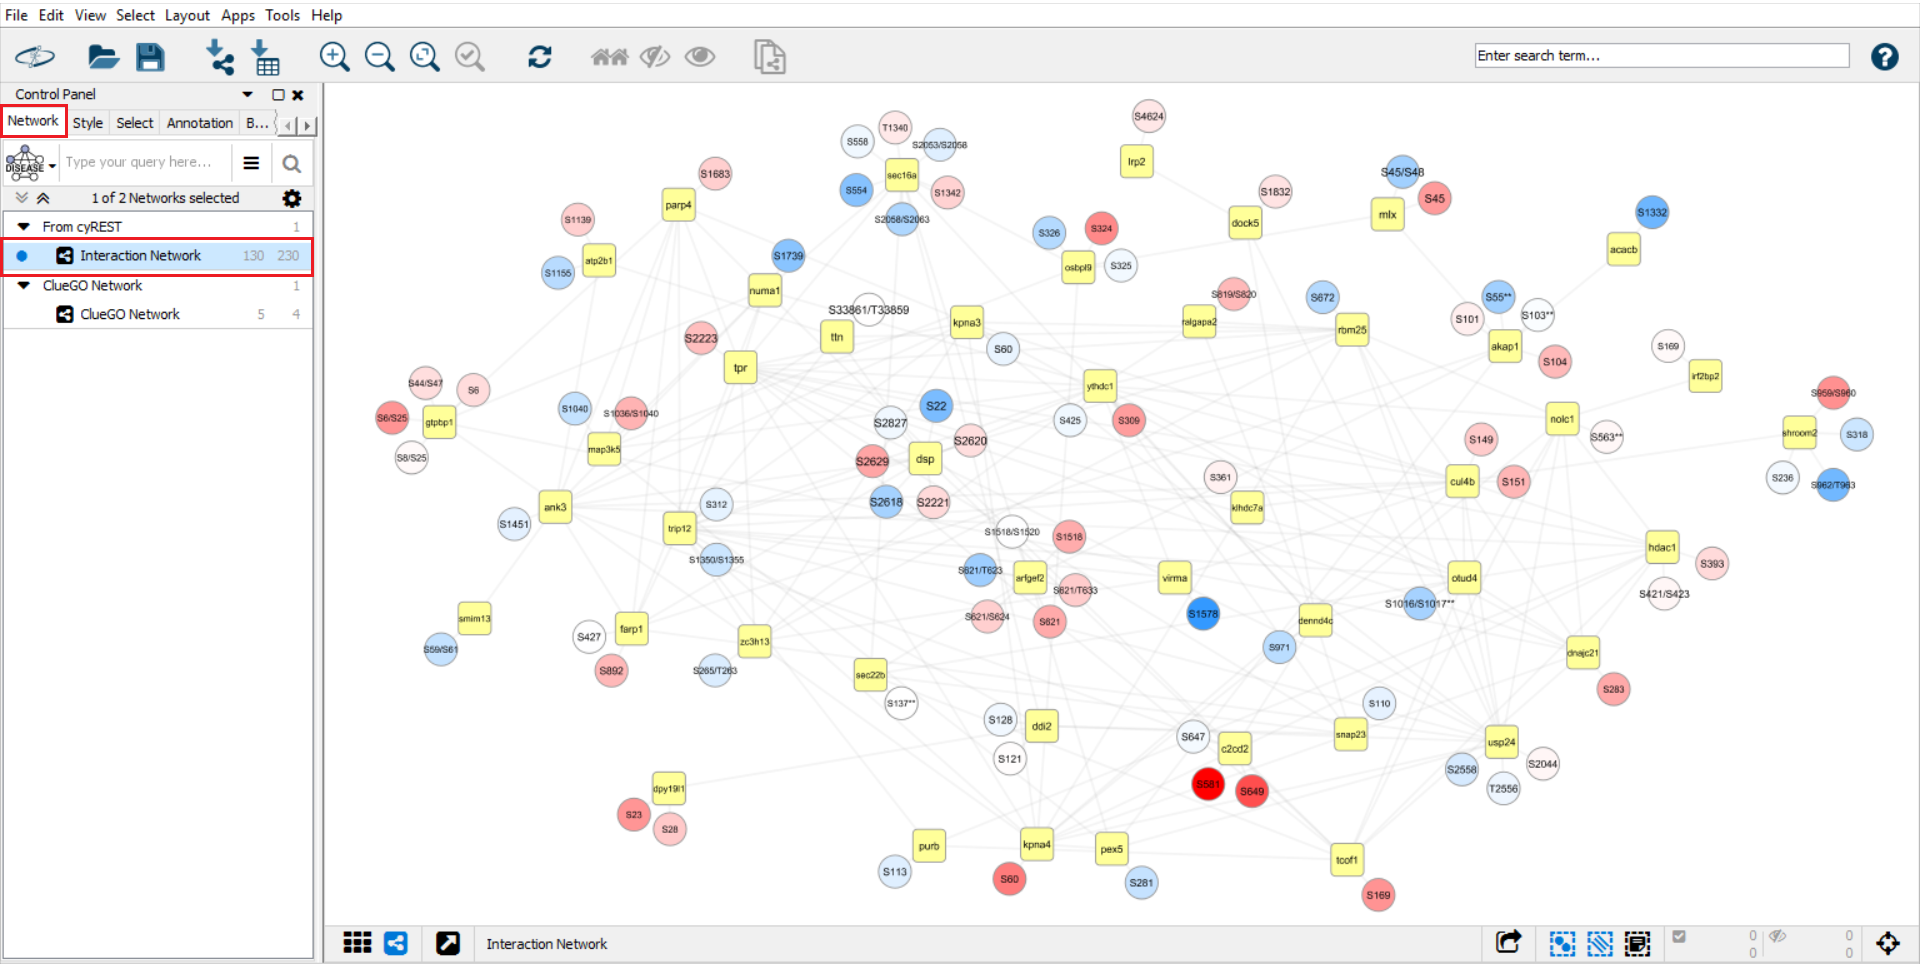 File Edit View Select Layout Apps Tools Help
Enter search term...
Control Panel
Network Style Select Annotation B...
DISEASE Type your query here...
1 of 2 Networks selected
From cyREST 1
Interaction Network 130 230
ClueGO Network 1
ClueGO Network 5 4
S4624
T1340
S558
S2053/S2058
lrp2
sec16a
S1683
S45/S48
S554
S1342
S1832
S45
parp4
S1332
S1139
S2058/S2063
dock5
mlx
S326
S324
acacb
atp2b1
S1739
osbpl9
S325
S1155
numa1
S819/S820
S672
S55**
S33861/T33859
S103**
kpna3
ralgapa2
S101
rbm25
ttn
S2223
S60
akap1
S169
S104
tpr
irf2bp2
S44/S47
S6
ythdc1
S959/S960
S1040
S1036/S1040
S22
S6/S25
gtpbp1
S2827
S425
S309
nolc1
shroom2
S318
S563**
S2620
S149
map3k5
S8/S25
S2629
dsp
S361
S236
cul4b
S151
S962/T963
S2618
S2221
ank3
S312
klhdc7a
S1451
trip12
S1518/S1520
S1518
hdac1
S1350/S1355
S393
S621/T623
arfgef2
virma
otud4
S621/T633
S421/S423
S1016/S1017**
smim13
S621/S624
S621
S1578
dennd4c
farp1
S427
zc3h13
S59/S61
S971
dnajc21
S892
S265/T263
sec22b
S283
S137**
S110
S128
ddi2
S647
snap23
c2cd2
usp24
S121
S2558
S2044
dpy19l1
S581
S649
T2556
S23
S28
purb
kpna4
pex5
tcof1
S113
S60
S281
S169
Interaction Network
0 0
0 0